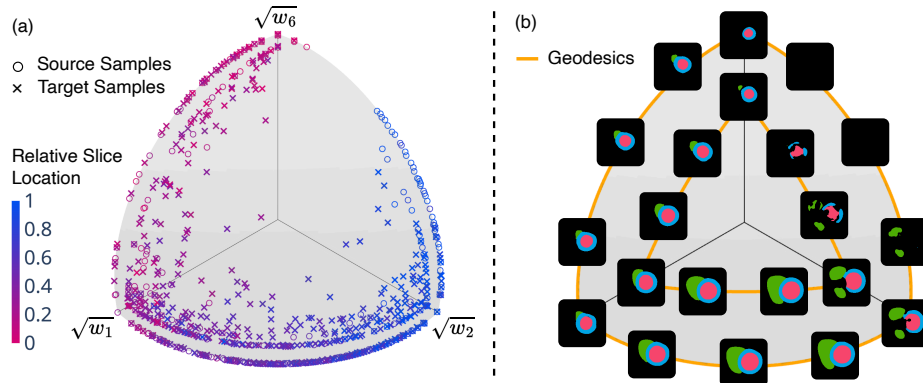 (a)
√w₆
○ Source Samples
× Target Samples
Relative Slice
Location
1
0.8
0.6
0.4
0.2
0
√w₁
√w₂
(b)
Geodesics